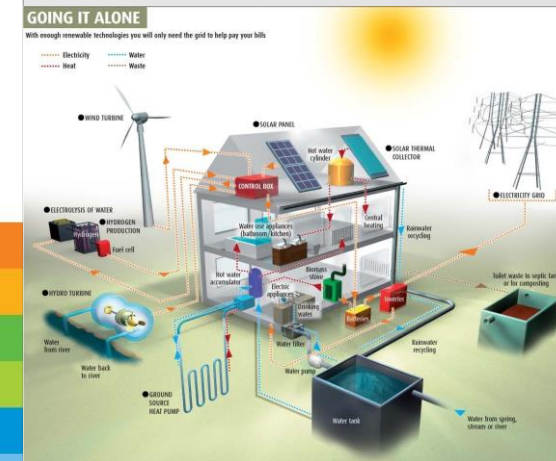 GOING IT ALONE
With enough renewable technologies you will only need the grid to help pay your bills
Electricity
Water
Heat
Waste
WIND TURBINE
SOLAR PANEL
Hot water
cylinder
SOLAR THERMAL
COLLECTOR
CONTROL BOX
ELECTRICITY GRID
ELECTROLYSIS OF WATER
HYDROGEN
PRODUCTION
Hydrogen
Fuel cell
Water use appliances
(bathroom/kitchen)
Central
heating
Rainwater
recycling
Hot water
accumulator
Biomass
stove
Electric
appliances
Toilet waste to septic tank
or for composting
HYDRO TURBINE
Drinking
water
Batteries
Invertor
Water
from river
Water back
to river
Water filter
Rainwater
recycling
Water pump
GROUND
SOURCE
HEAT PUMP
Water tank
Water from spring,
stream or river